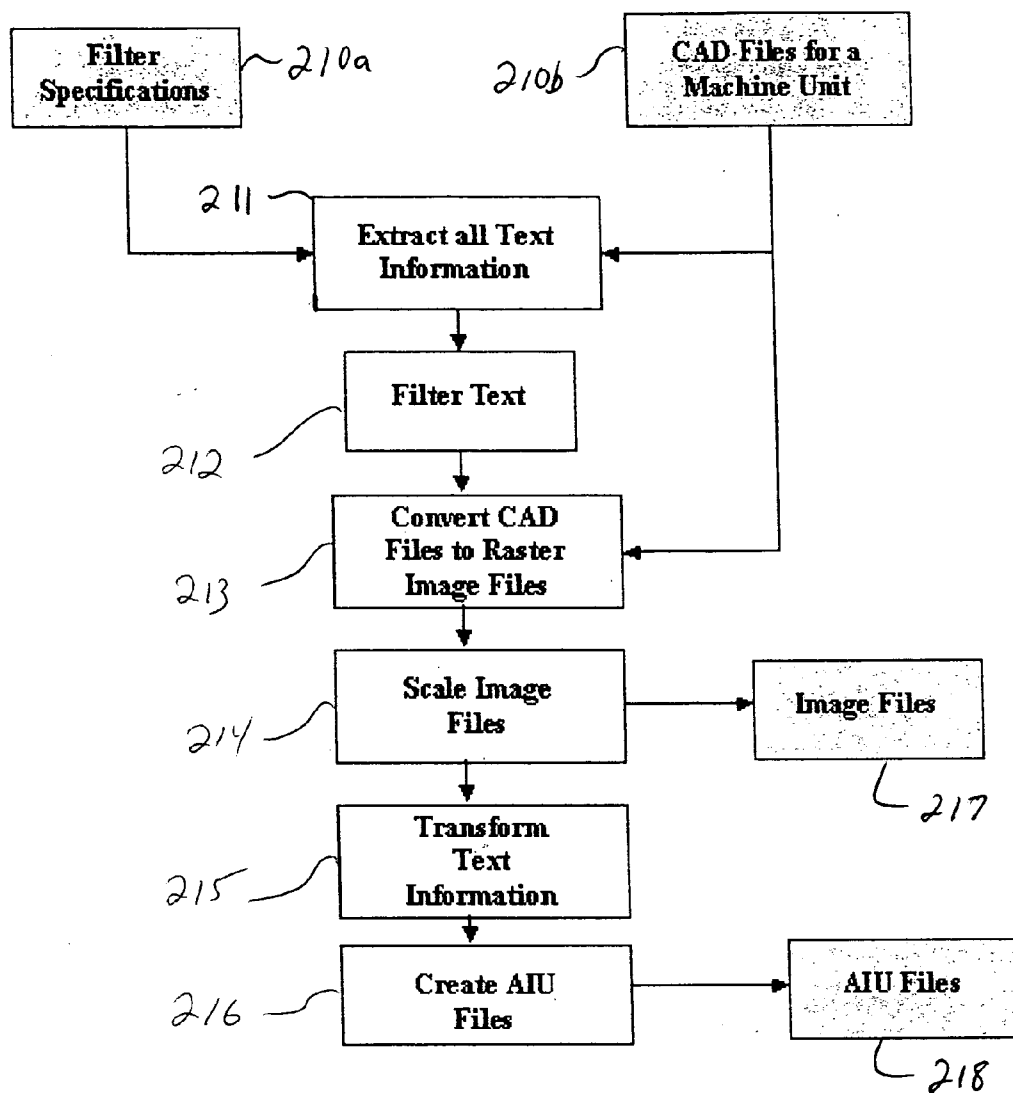 Filter
Specifications
210a
210b
CAD Files for a
Machine Unit
211
Extract all Text
Information
Filter Text
212
Convert CAD
Files to Raster
Image Files
213
Scale Image
Files
214
Image Files
217
Transform
Text
Information
215
Create AIU
Files
216
AIU Files
218